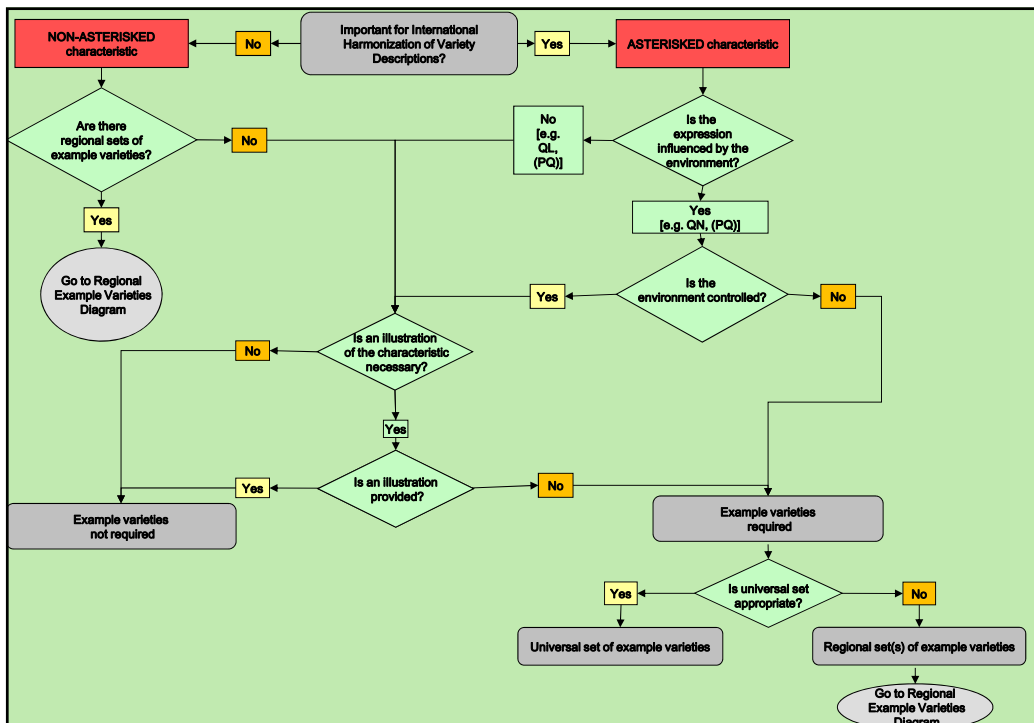 NON-ASTERISKED
characteristic
No
Important for International
Harmonization of Variety
Descriptions?
Yes
ASTERISKED characteristic
Are there
regional sets of
example varieties?
No
No
[e.g.
QL,
(PQ)]
Is the
expression
influenced by the
environment?
Yes
Yes
[e.g. QN, (PQ)]
Go to Regional
Example Varieties
Diagram
Yes
Is the
environment controlled?
No
No
Is an illustration
of the characteristic
necessary?
Yes
Yes
Is an illustration
provided?
No
Example varieties
not required
Example varieties
required
Yes
Is universal set
appropriate?
No
Universal set of example varieties
Regional set(s) of example varieties
Go to Regional
Example Varieties
Diagram